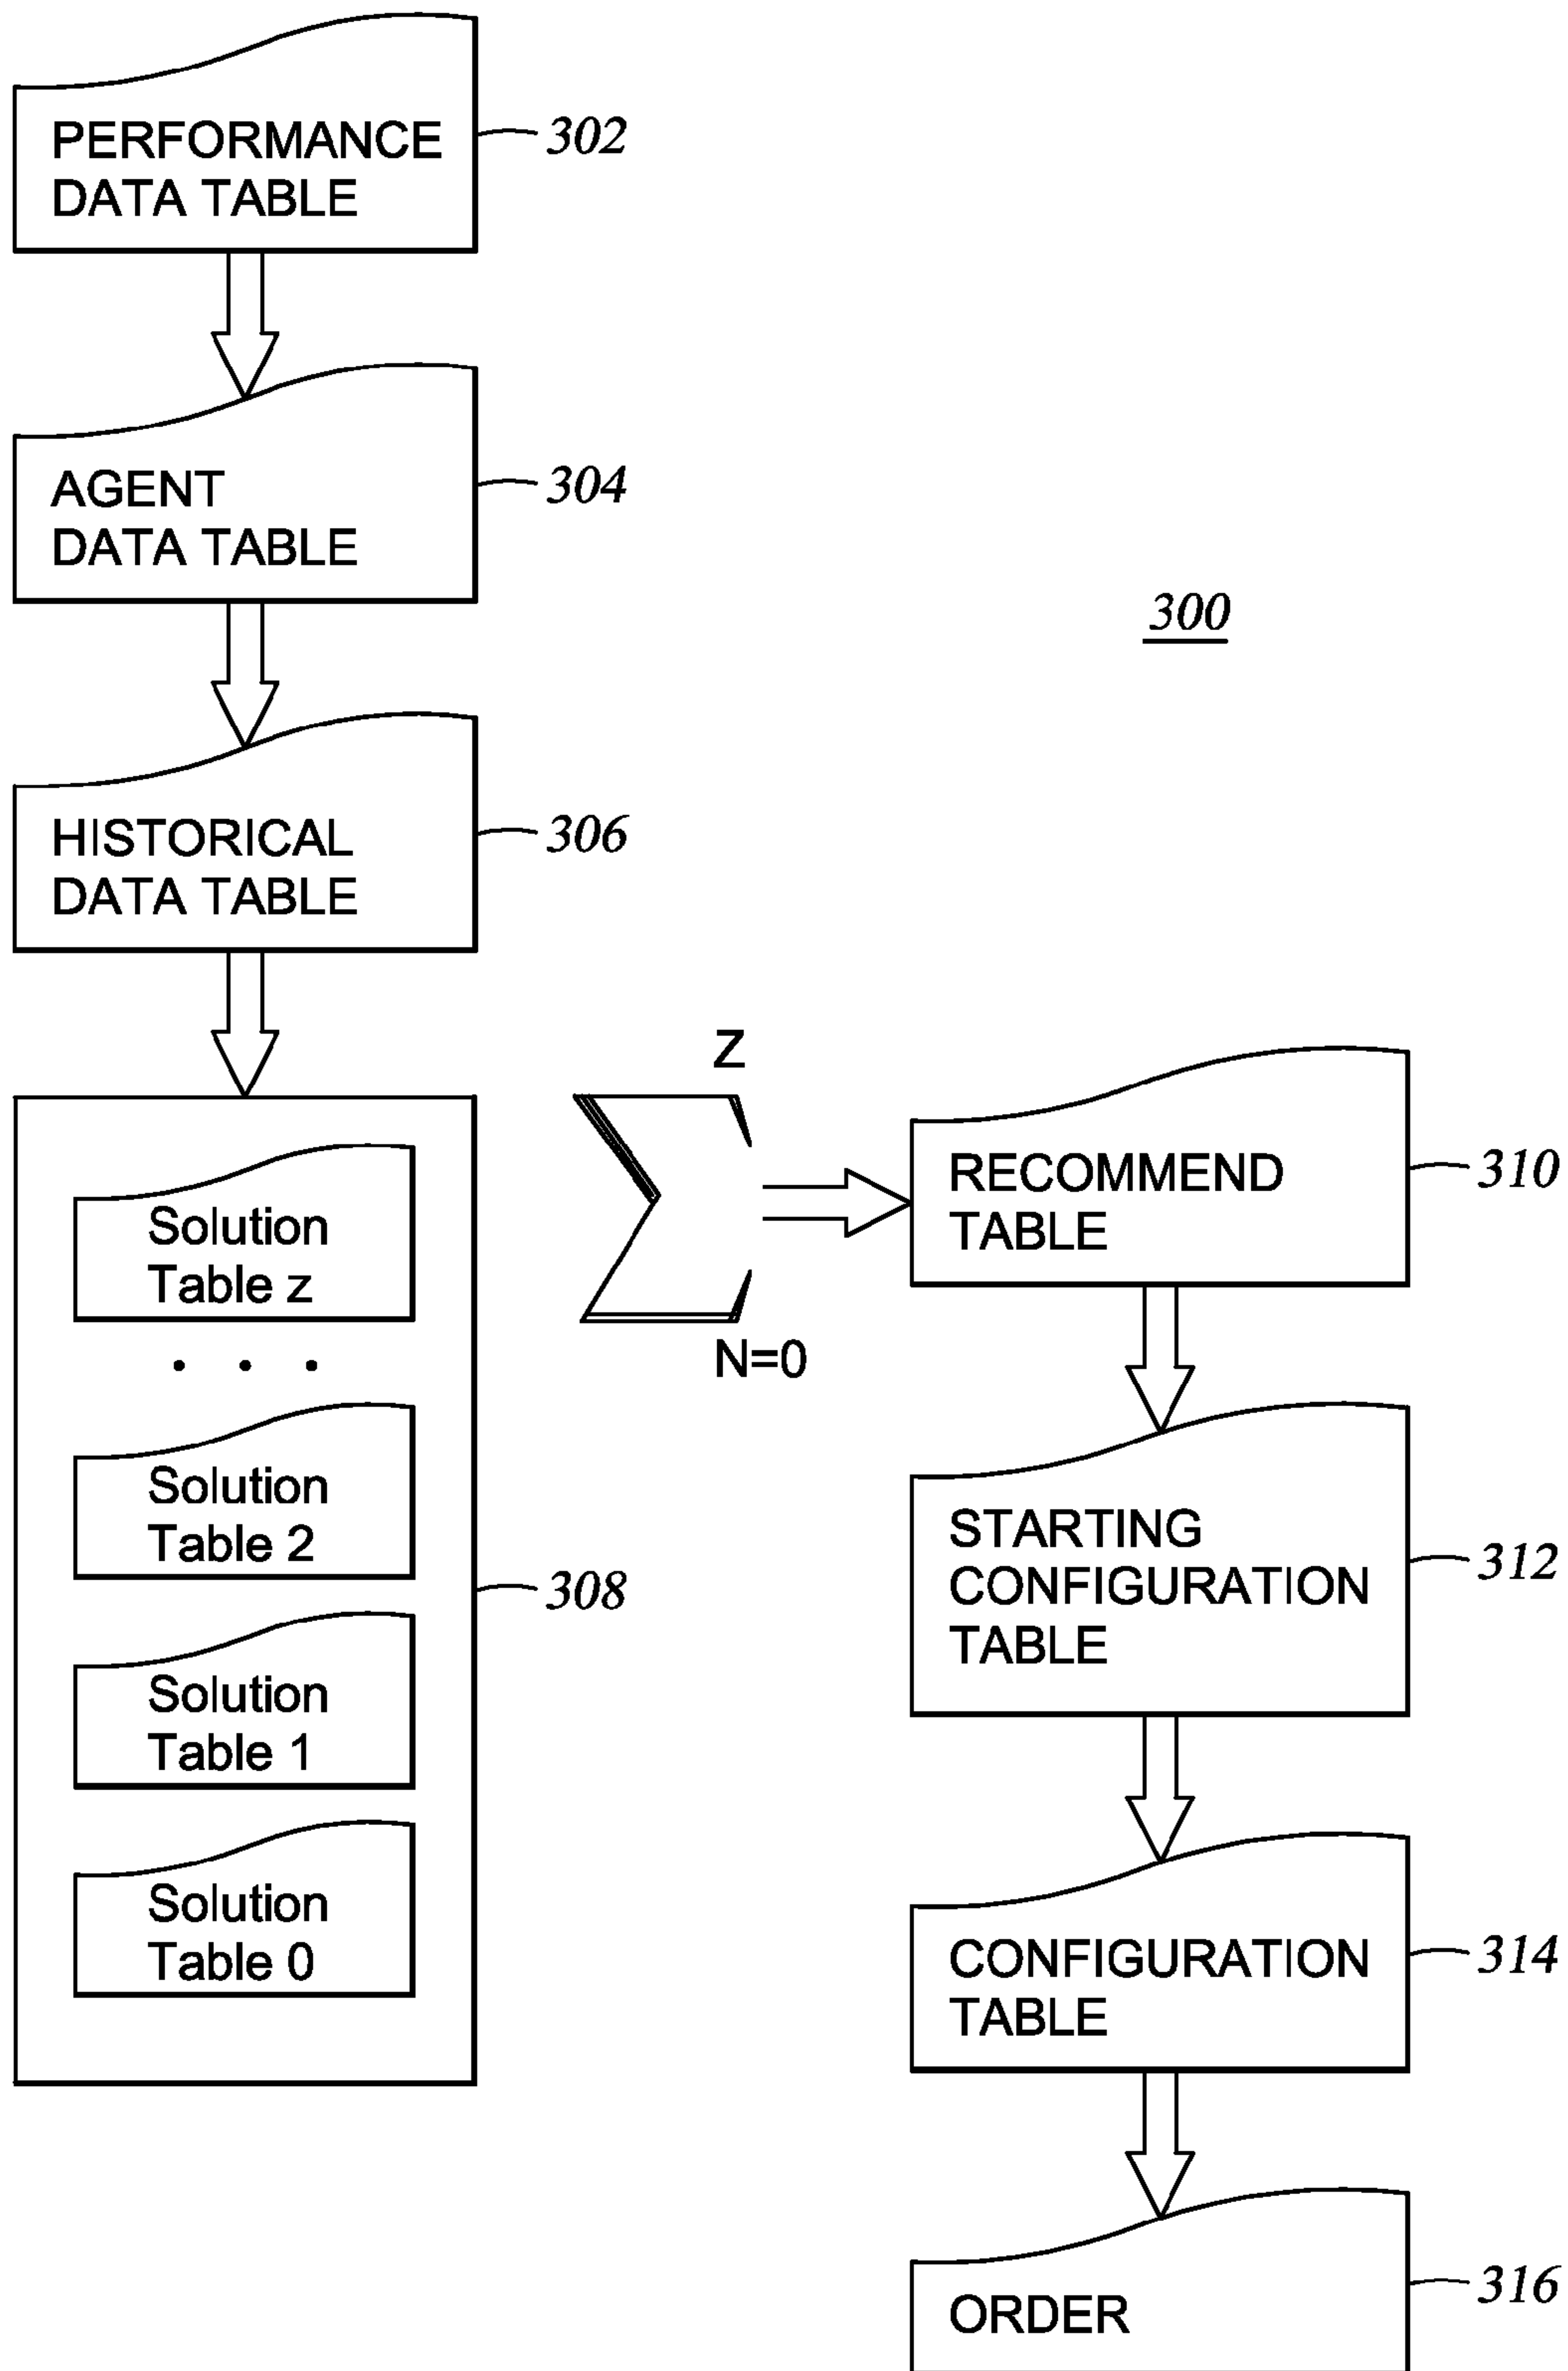 PERFORMANCE
DATA TABLE
302
AGENT
DATA TABLE
304
300
HISTORICAL
DATA TABLE
306
Solution
Table z
. . .
Solution
Table 2
Solution
Table 1
Solution
Table 0
308
Z
N=0
RECOMMEND
TABLE
310
STARTING
CONFIGURATION
TABLE
312
CONFIGURATION
TABLE
314
ORDER
316